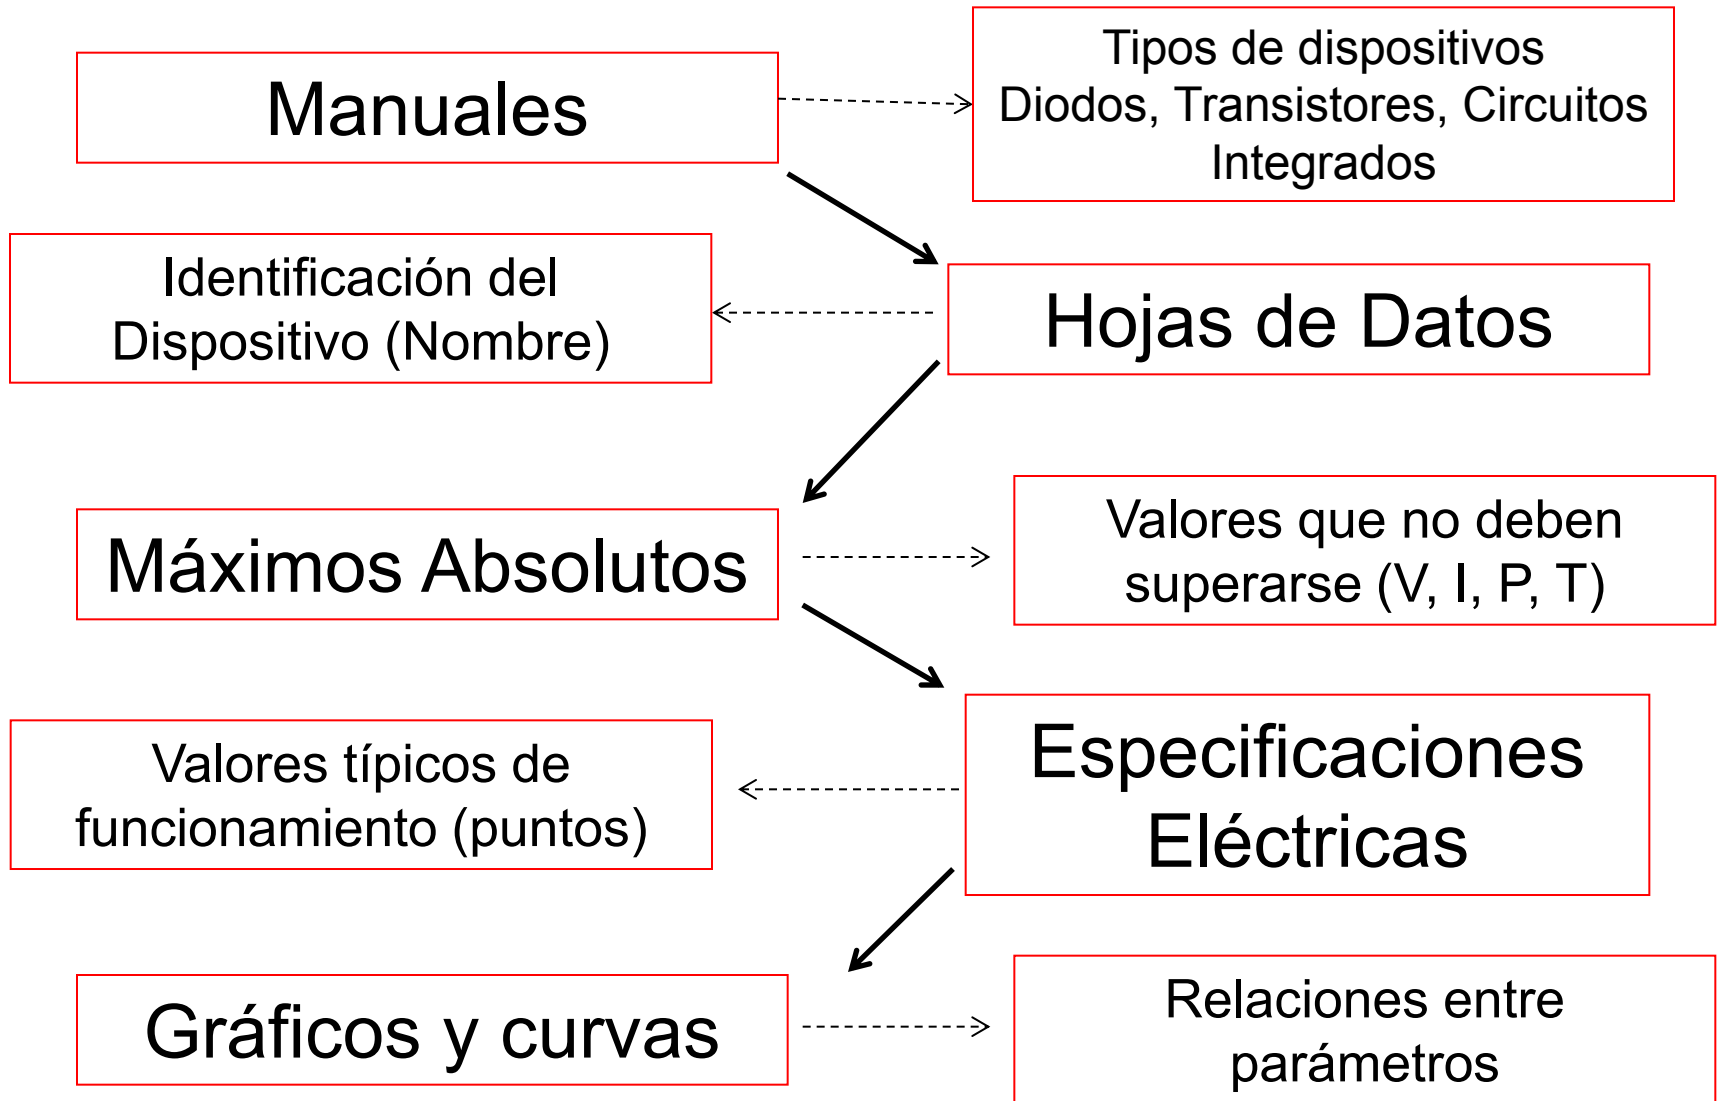 Manuales
Tipos de dispositivos
Diodos, Transistores, Circuitos
Integrados
Identificación del
Dispositivo (Nombre)
Hojas de Datos
Máximos Absolutos
Valores que no deben
superarse (V, I, P, T)
Valores típicos de
funcionamiento (puntos)
Especificaciones
Eléctricas
Gráficos y curvas
Relaciones entre
parámetros